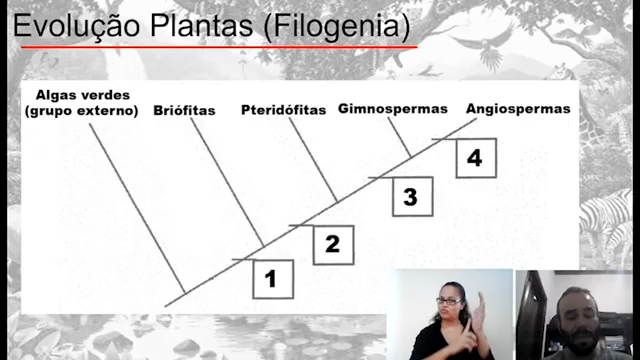 Evolução Plantas (Filogenia)
Algas verdes
(grupo externo) Briófitas Pteridófitas Gimnospermas Angiospermas
4
3
2
1